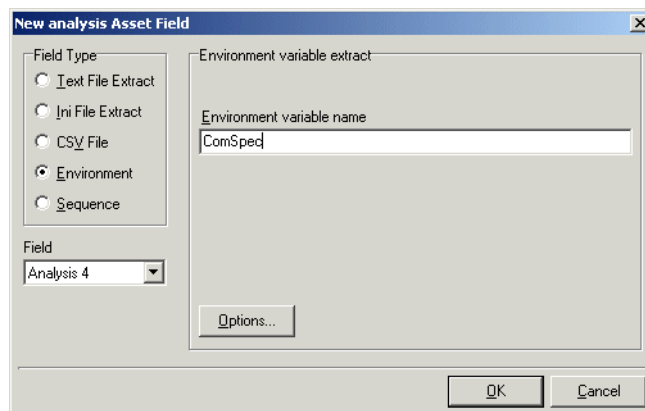 New analysis Asset Field
Field Type
Text File Extract
Ini File Extract
CSV File
Environment
Sequence
Field
Analysis 4
Environment variable extract
Environment variable name
ComSpec
Options...
OK
Cancel